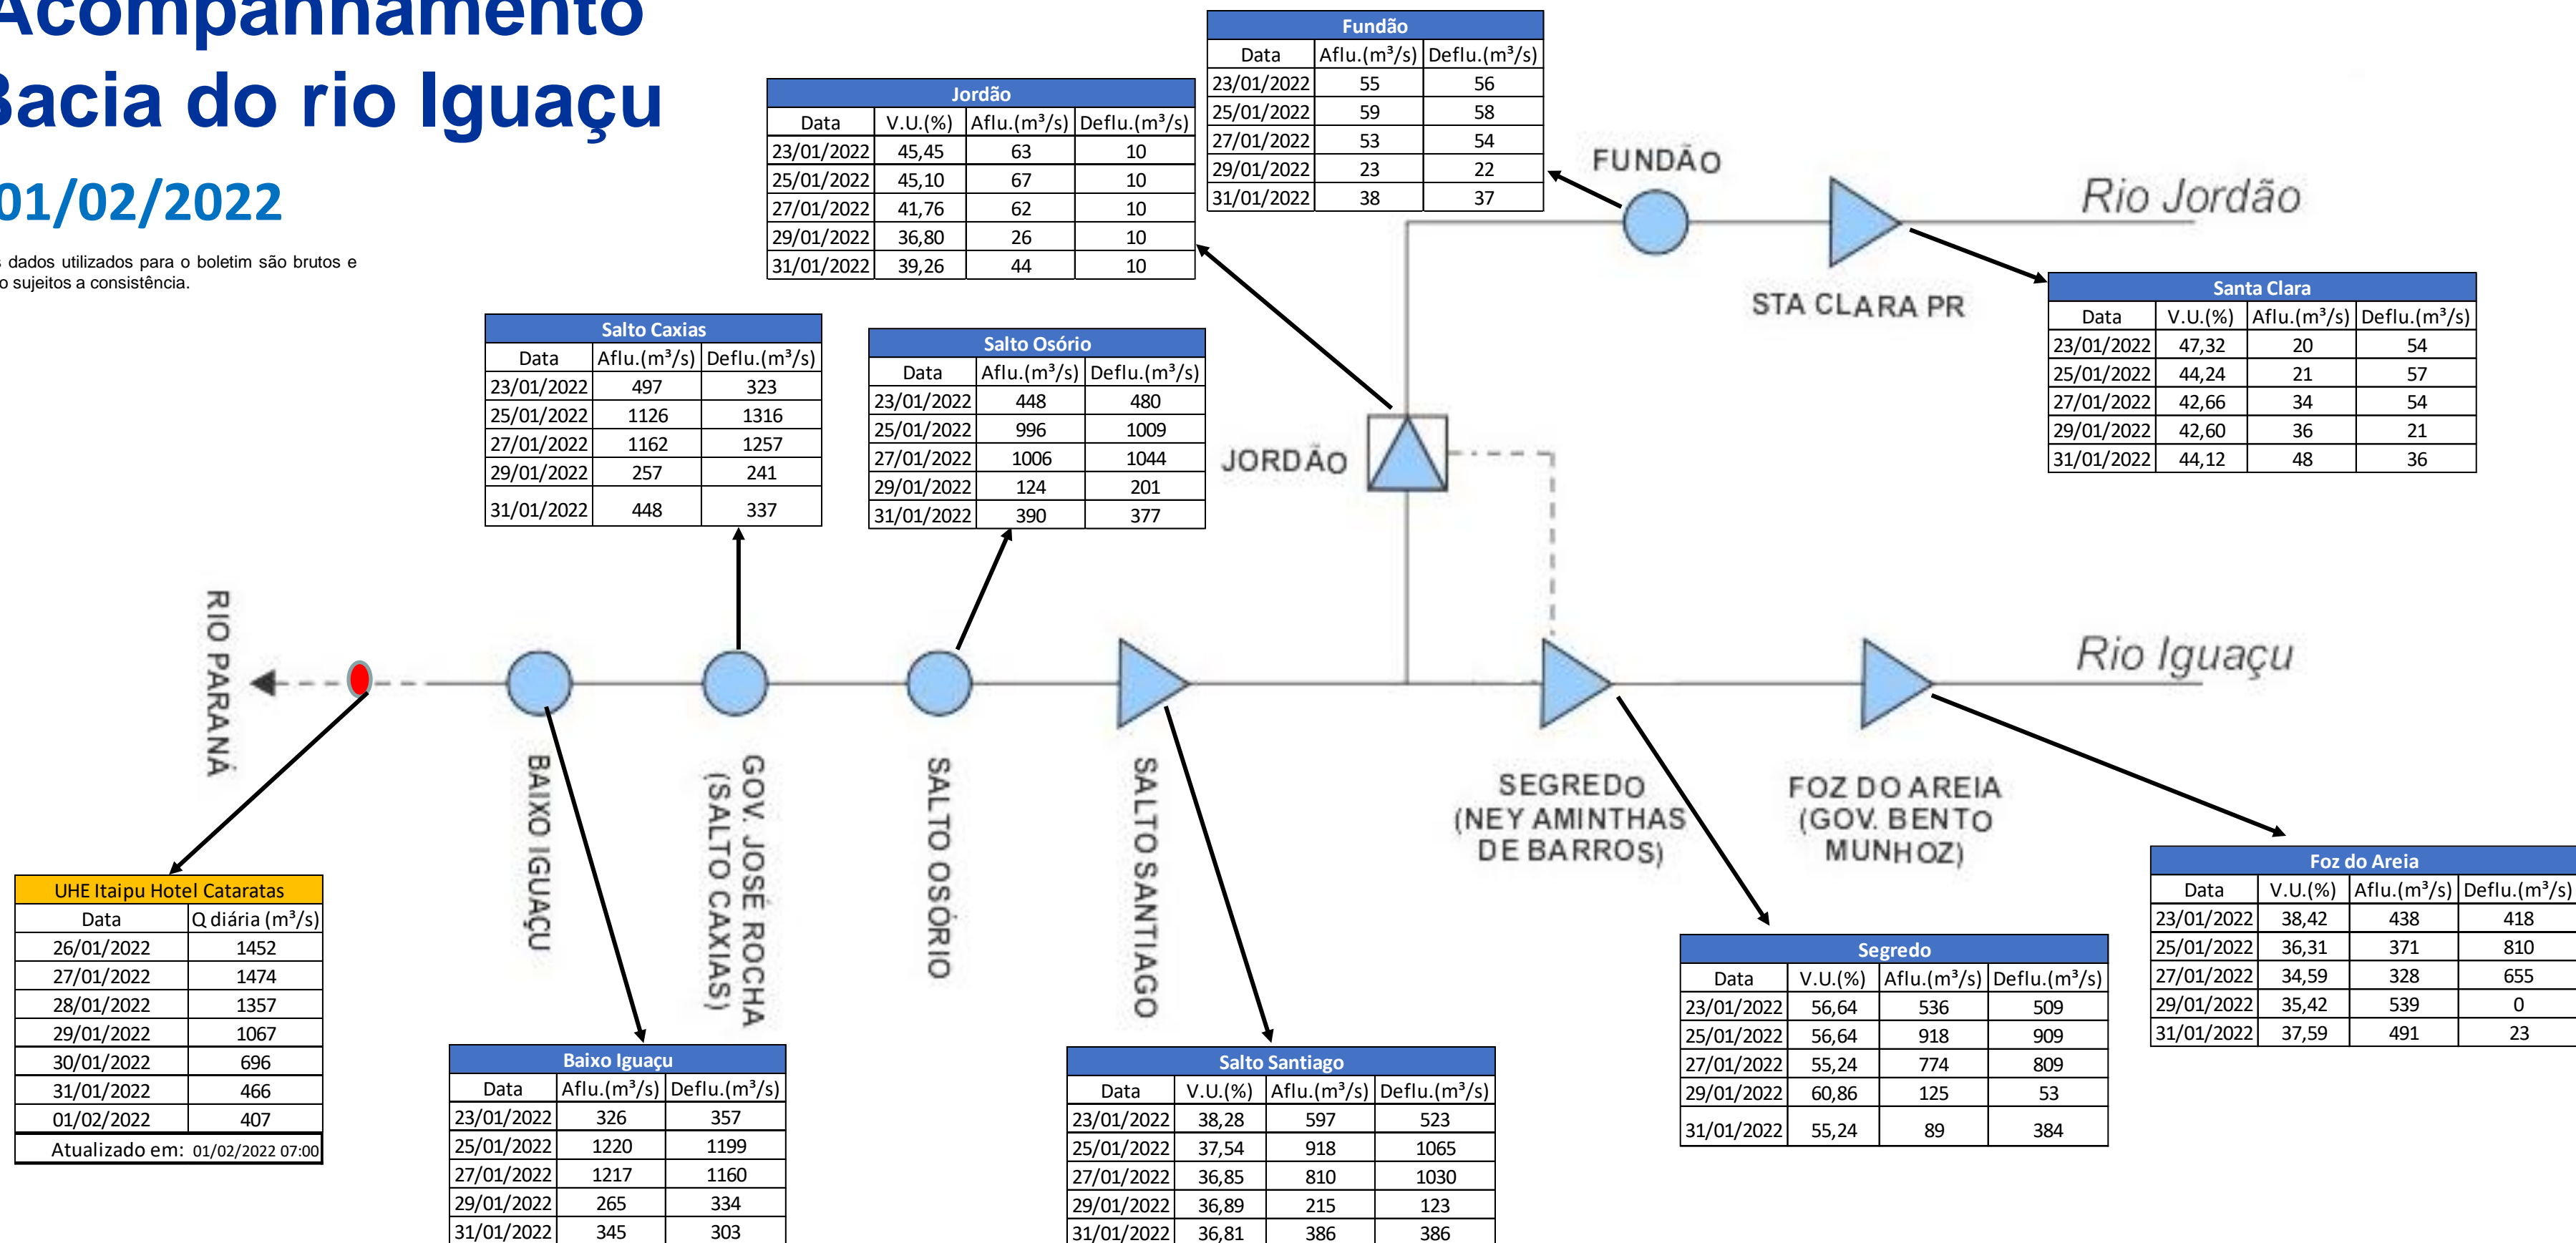 Acompanhamento
Bacia do rio Iguaçu
01/02/2022
s dados utilizados para o boletim são brutos e
o sujeitos a consistência.
Fundão
Data Aflu.(m³/s) Deflu.(m³/s)
23/01/2022 55 56
25/01/2022 59 58
27/01/2022 53 54
29/01/2022 23 22
31/01/2022 38 37
Jordão
Data V.U.(%) Aflu.(m³/s) Deflu.(m³/s)
23/01/2022 45,45 63 10
25/01/2022 45,10 67 10
27/01/2022 41,76 62 10
29/01/2022 36,80 26 10
31/01/2022 39,26 44 10
FUNDÃO
Rio Jordão
STA CLARA PR
Santa Clara
Data V.U.(%) Aflu.(m³/s) Deflu.(m³/s)
23/01/2022 47,32 20 54
25/01/2022 44,24 21 57
27/01/2022 42,66 34 54
29/01/2022 42,60 36 21
31/01/2022 44,12 48 36
Salto Caxias
Data Aflu.(m³/s) Deflu.(m³/s)
23/01/2022 497 323
25/01/2022 1126 1316
27/01/2022 1162 1257
29/01/2022 257 241
31/01/2022 448 337
Salto Osório
Data Aflu.(m³/s) Deflu.(m³/s)
23/01/2022 448 480
25/01/2022 996 1009
27/01/2022 1006 1044
29/01/2022 124 201
31/01/2022 390 377
JORDÃO
RIO PARANÁ
Rio Iguaçu
BAIXO IGUAÇU
GOV. JOSÉ ROCHA
(SALTO CAXIAS)
SALTO OSÓRIO
SALTO SANTIAGO
SEGREDO
(NEY AMINTHAS
DE BARROS)
FOZ DO AREIA
(GOV. BENTO
MUNHOZ)
UHE Itaipu Hotel Cataratas
Data Q diária (m³/s)
26/01/2022 1452
27/01/2022 1474
28/01/2022 1357
29/01/2022 1067
30/01/2022 696
31/01/2022 466
01/02/2022 407
Atualizado em: 01/02/2022 07:00
Baixo Iguaçu
Data Aflu.(m³/s) Deflu.(m³/s)
23/01/2022 326 357
25/01/2022 1220 1199
27/01/2022 1217 1160
29/01/2022 265 334
31/01/2022 345 303
Salto Santiago
Data V.U.(%) Aflu.(m³/s) Deflu.(m³/s)
23/01/2022 38,28 597 523
25/01/2022 37,54 918 1065
27/01/2022 36,85 810 1030
29/01/2022 36,89 215 123
31/01/2022 36,81 386 386
Segredo
Data V.U.(%) Aflu.(m³/s) Deflu.(m³/s)
23/01/2022 56,64 536 509
25/01/2022 56,64 918 909
27/01/2022 55,24 774 809
29/01/2022 60,86 125 53
31/01/2022 55,24 89 384
Foz do Areia
Data V.U.(%) Aflu.(m³/s) Deflu.(m³/s)
23/01/2022 38,42 438 418
25/01/2022 36,31 371 810
27/01/2022 34,59 328 655
29/01/2022 35,42 539 0
31/01/2022 37,59 491 23